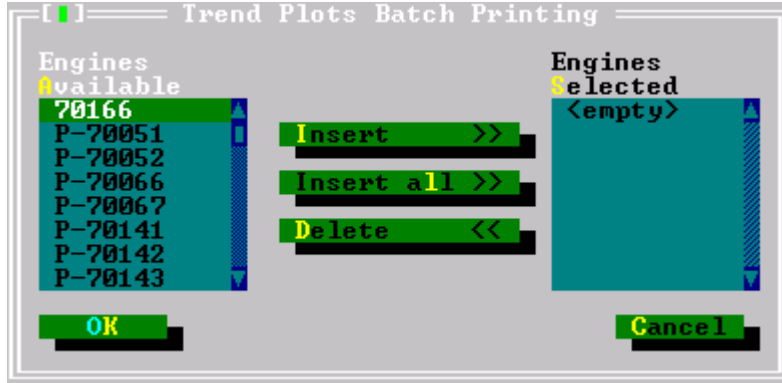 Trend Plots Batch Printing
Engines
Available
70166
P-70051
P-70052
P-70066
P-70067
P-70141
P-70142
P-70143
Insert >>
Insert all >>
Delete <<
Engines
Selected
<empty>
OK
Cancel